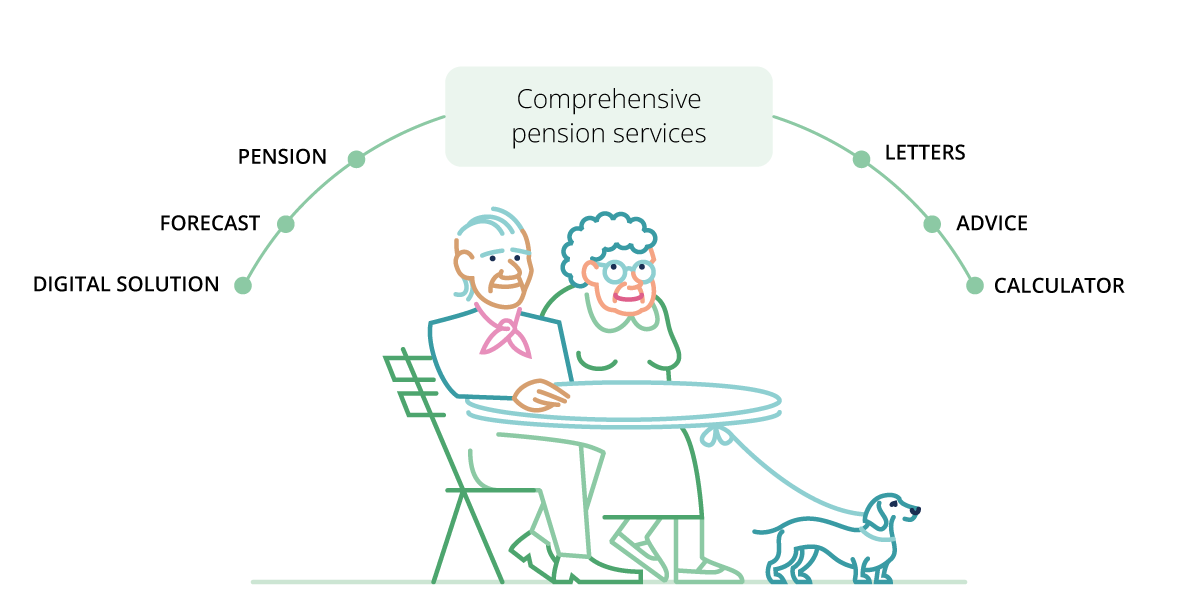 Comprehensive
pension services
PENSION
FORECAST
DIGITAL SOLUTION
LETTERS
ADVICE
CALCULATOR